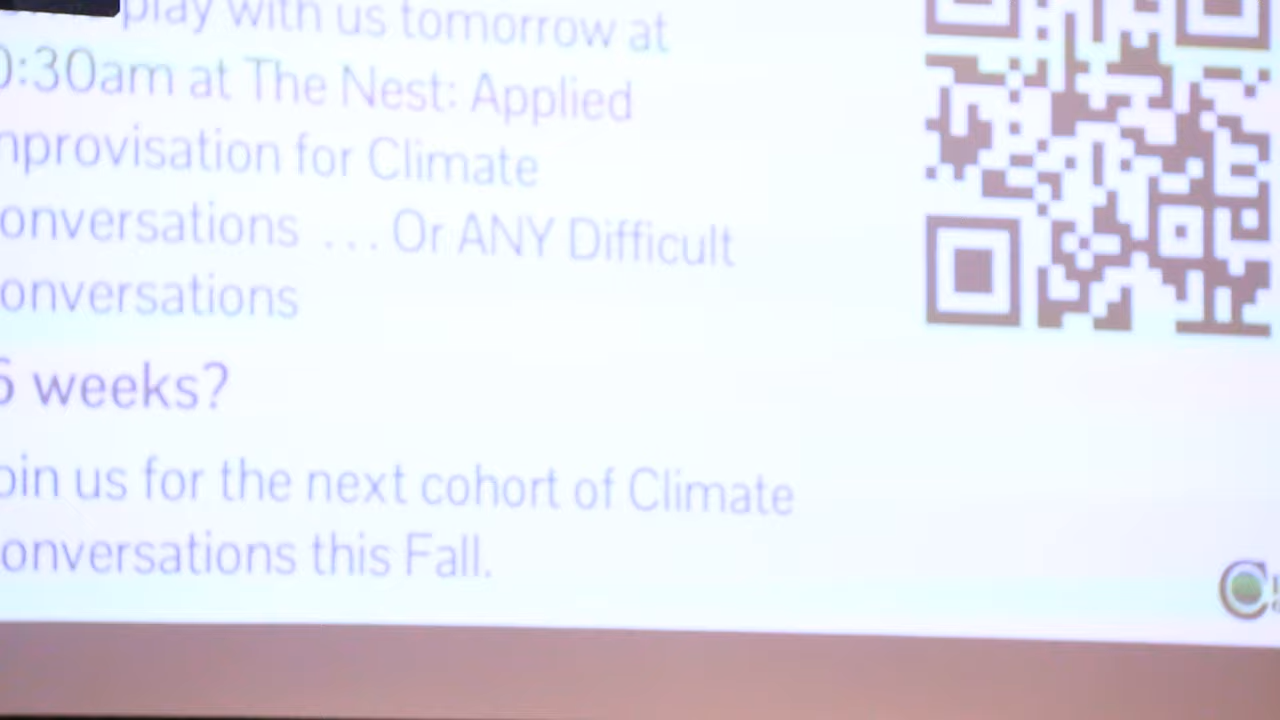 play with us tomorrow at
0:30am at The Nest: Applied
mprovisation for Climate
onversations ... Or ANY Difficult
onversations
6 weeks?
oin us for the next cohort of Climate
onversations this Fall.